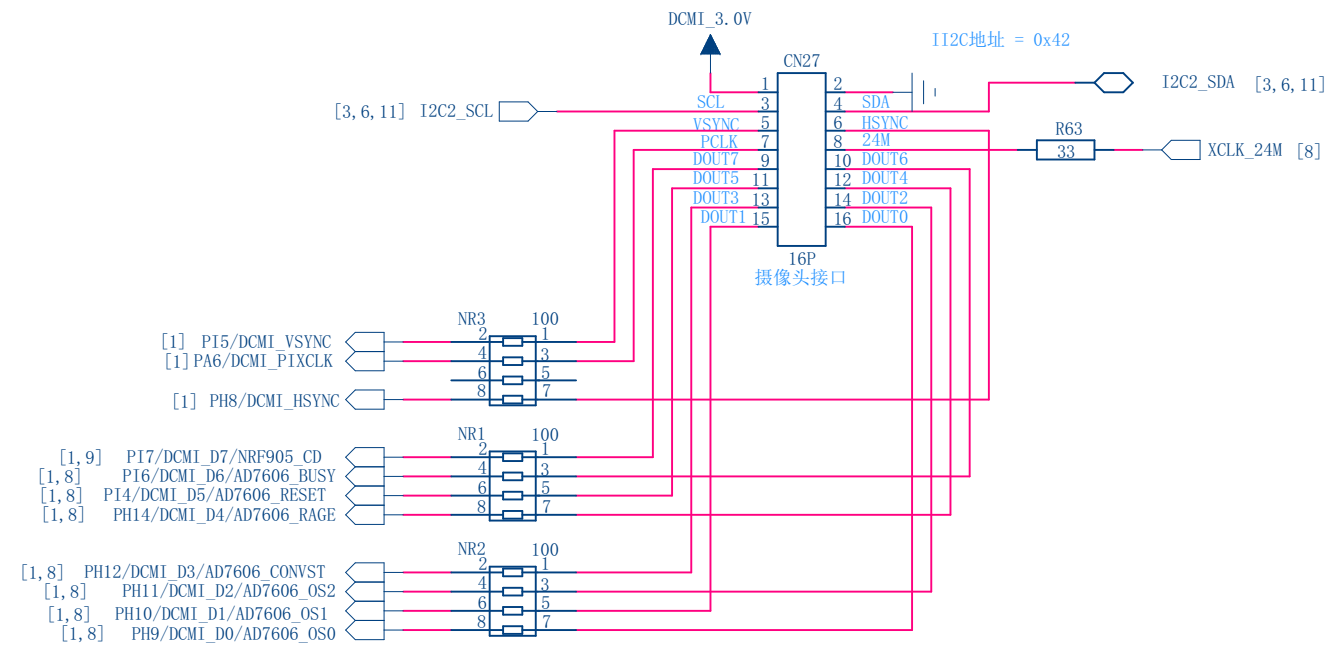 DCMI_3.0V
II2C地址 = 0x42
CN27
1 2
I2C2_SDA [3,6,11]
[3,6,11] I2C2_SCL
SCL 3 4 SDA
VSYNC 5 6 HSYNC
PCLK 7 8 24M
R63
33
XCLK_24M [8]
DOUT7 9 10 DOUT6
DOUT5 11 12 DOUT4
DOUT3 13 14 DOUT2
DOUT1 15 16 DOUT0
16P
摄像头接口
NR3 100
[1] PI5/DCMI_VSYNC 2 1
[1] PA6/DCMI_PIXCLK 4 3
6 5
[1] PH8/DCMI_HSYNC 8 7
NR1 100
[1,9] PI7/DCMI_D7/NRF905_CD 2 1
[1,8] PI6/DCMI_D6/AD7606_BUSY 4 3
[1,8] PI4/DCMI_D5/AD7606_RESET 6 5
[1,8] PH14/DCMI_D4/AD7606_RAGE 8 7
NR2 100
[1,8] PH12/DCMI_D3/AD7606_CONVST 2 1
[1,8] PH11/DCMI_D2/AD7606_OS2 4 3
[1,8] PH10/DCMI_D1/AD7606_OS1 6 5
[1,8] PH9/DCMI_D0/AD7606_OS0 8 7